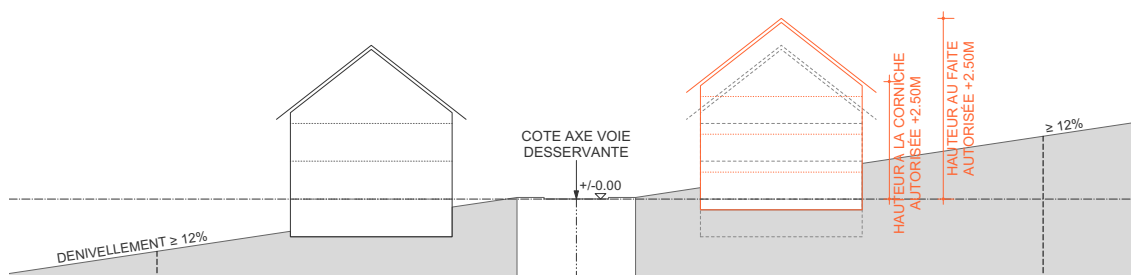 COTE AXE VOIE
DESSERVANTE
+/-0.00
DENIVELLEMENT ≥ 12%
HAUTEUR A LA CORNICHE
AUTORISÉE +2.50M
HAUTEUR AU FAITE
AUTORISÉE +2.50M
≥ 12%